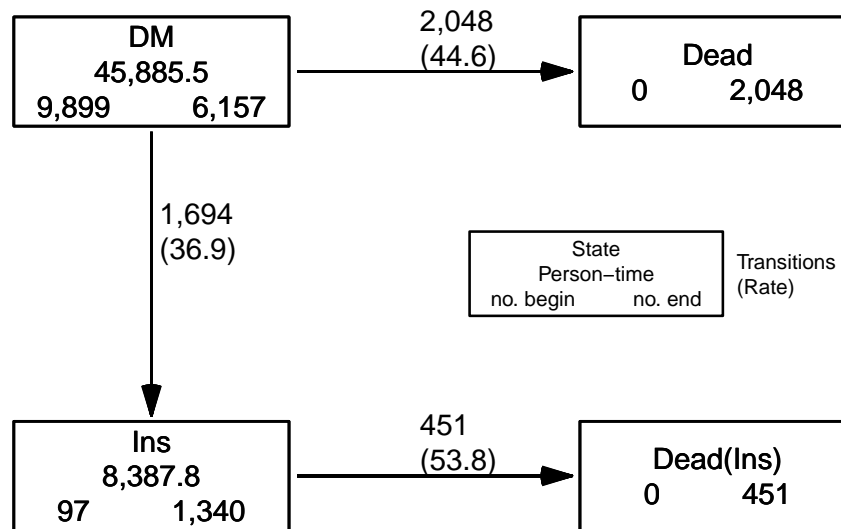 DM
45,885.5
9,899 6,157
2,048
(44.6)
Dead
0 2,048
1,694
(36.9)
State
Person−time
no. begin no. end
Transitions
(Rate)
Ins
8,387.8
97 1,340
451
(53.8)
Dead(Ins)
0 451